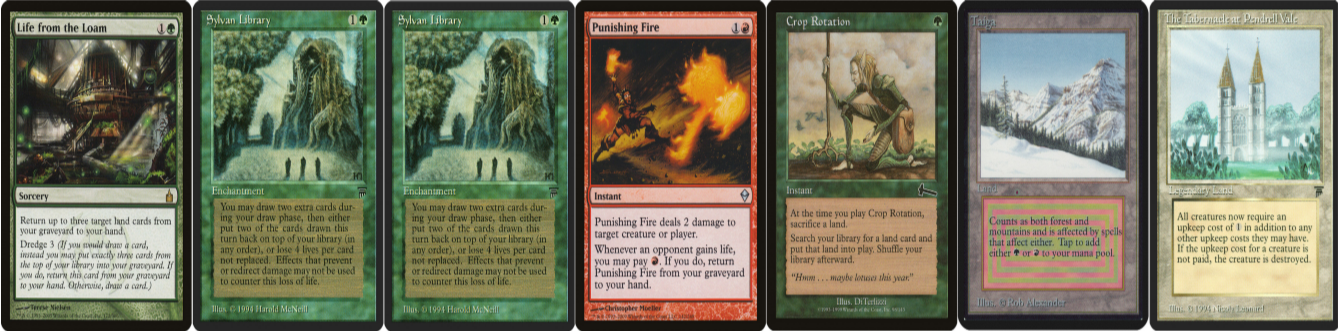 Life from the Loam 1
Sorcery
Return up to three target land cards from
your graveyard to your hand.
Dredge 3 (If you would draw a card,
instead you may put exactly three cards from
the top of your library into your graveyard. If
you do, return this card from your graveyard
to your hand. Otherwise, draw a card.)
Sylvan Library 1
Enchantment
You may draw two extra cards dur-
ing your draw phase, then either
put two of the cards drawn this
turn back on top of your library (in
any order), or lose 4 lives per card
not replaced. Effects that prevent
or redirect damage may not be used
to counter this loss of life.
Illus. © 1994 Harold McNeill
Sylvan Library 1
Enchantment
You may draw two extra cards dur-
ing your draw phase, then either
put two of the cards drawn this
turn back on top of your library (in
any order), or lose 4 lives per card
not replaced. Effects that prevent
or redirect damage may not be used
to counter this loss of life.
Illus. © 1994 Harold McNeill
Punishing Fire 1
Instant
Punishing Fire deals 2 damage to
target creature or player.
Whenever an opponent gains life,
you may pay . If you do, return
Punishing Fire from your graveyard
to your hand.
Christopher Moeller
Crop Rotation
Instant
At the time you play Crop Rotation,
sacrifice a land.
Search your library for a land card and
put that land into play. Shuffle your
library afterward.
"Hmm . . . maybe lotuses this year."
Illus. DiTerlizzi
Taiga
Land
Counts as both forest and
mountains and is affected by spells
that affect either. Tap to add
either or to your mana pool.
Illus. © Rob Alexander
The Tabernacle at Pendrell Vale
Legendary Land
All creatures now require an
upkeep cost of 1 in addition to any
other upkeep costs they may have.
If the upkeep cost for a creature is
not paid, the creature is destroyed.
Illus. © 1994 Nicola Leonard